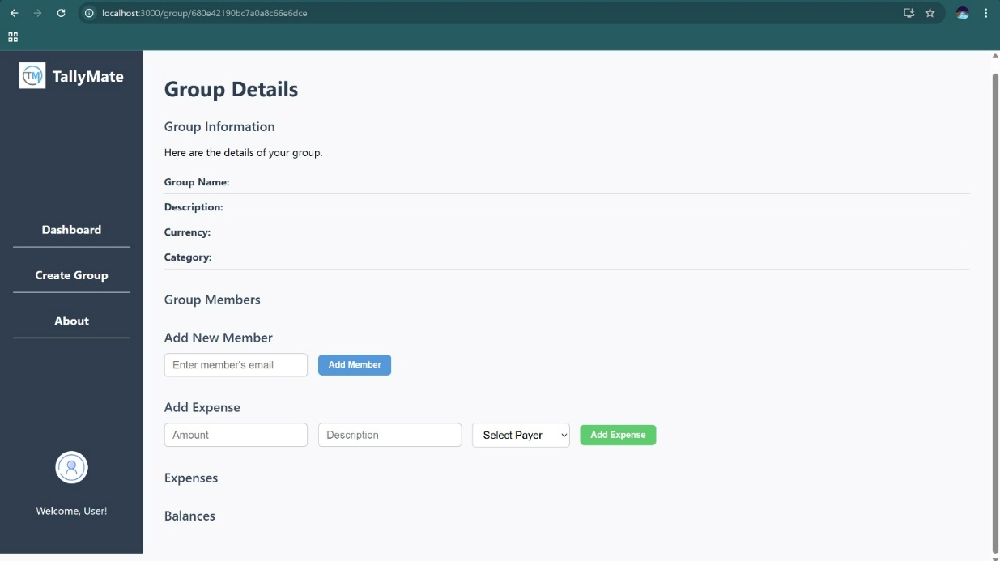 localhost:3000/group/680e42190bc7a0a8c66e6dce
TM TallyMate
Dashboard
Create Group
About
Welcome, User!
Group Details
Group Information
Here are the details of your group.
Group Name:
Description:
Currency:
Category:
Group Members
Add New Member
Enter member's email Add Member
Add Expense
Amount Description Select Payer Add Expense
Expenses
Balances